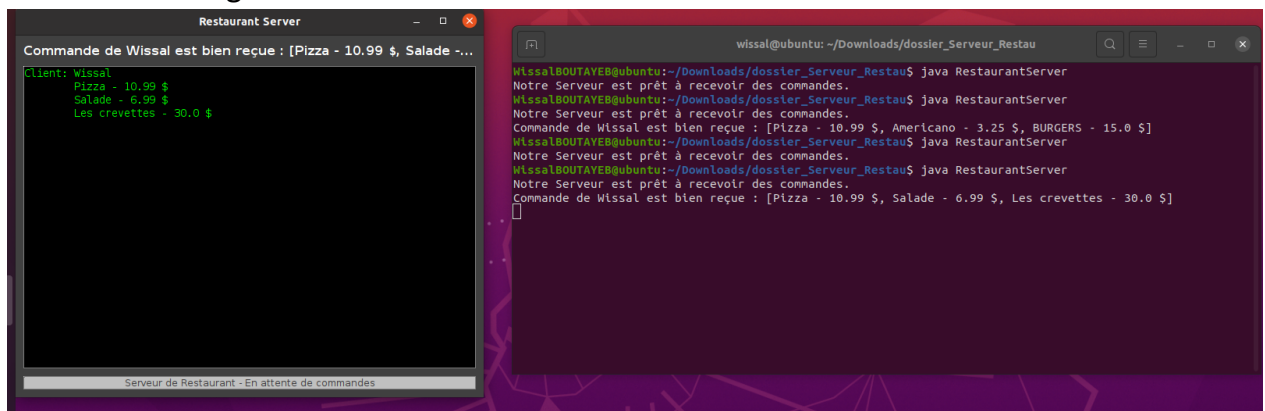 Restaurant Server
Commande de Wissal est bien reçue : [Pizza - 10.99 $, Salade -...
Client: Wissal
Pizza - 10.99 $
Salade - 6.99 $
Les crevettes - 30.0 $
Serveur de Restaurant - En attente de commandes
wissal@ubuntu: ~/Downloads/dossier_Serveur_Restau
WissalBOUTAYEB@ubuntu:~/Downloads/dossier_Serveur_Restau$ java RestaurantServer
Notre Serveur est prêt à recevoir des commandes.
WissalBOUTAYEB@ubuntu:~/Downloads/dossier_Serveur_Restau$ java RestaurantServer
Notre Serveur est prêt à recevoir des commandes.
Commande de Wissal est bien reçue : [Pizza - 10.99 $, Americano - 3.25 $, BURGERS - 15.0 $]
WissalBOUTAYEB@ubuntu:~/Downloads/dossier_Serveur_Restau$ java RestaurantServer
Notre Serveur est prêt à recevoir des commandes.
WissalBOUTAYEB@ubuntu:~/Downloads/dossier_Serveur_Restau$ java RestaurantServer
Notre Serveur est prêt à recevoir des commandes.
Commande de Wissal est bien reçue : [Pizza - 10.99 $, Salade - 6.99 $, Les crevettes - 30.0 $]